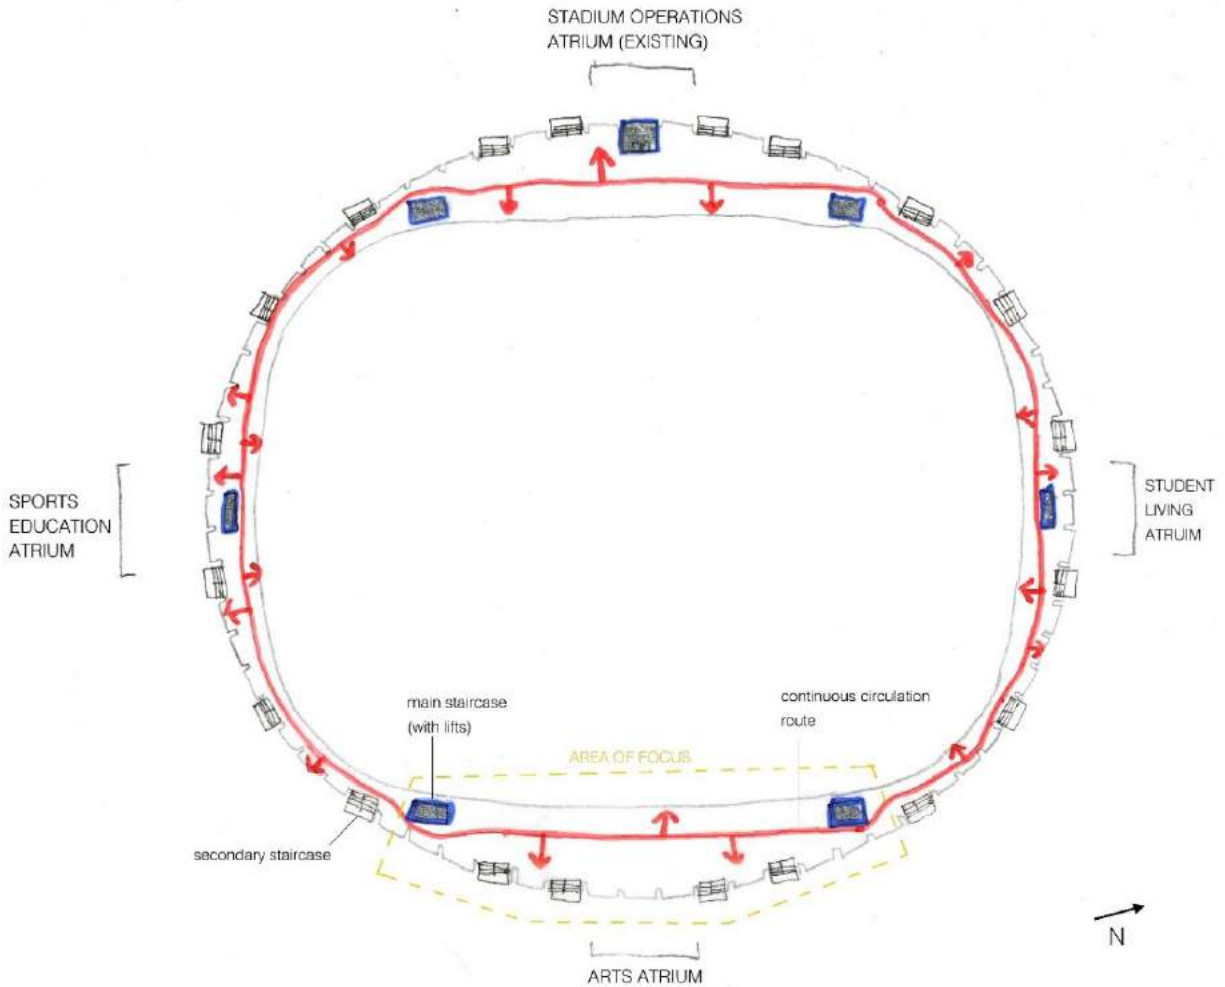 STADIUM OPERATIONS
ATRIUM (EXISTING)
SPORTS
EDUCATION
ATRIUM
STUDENT
LIVING
ATRUIM
main staircase
(with lifts)
continuous circulation
route
AREA OF FOCUS
secondary staircase
N
ARTS ATRIUM